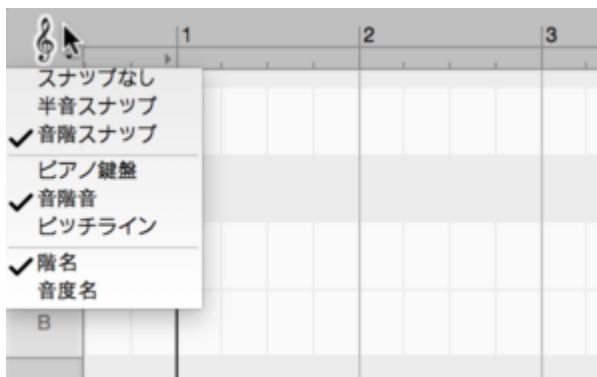 1 2 3
スナップなし
半音スナップ
音階スナップ
ピアノ鍵盤
音階音
ピッチライン
階名
音度名
B